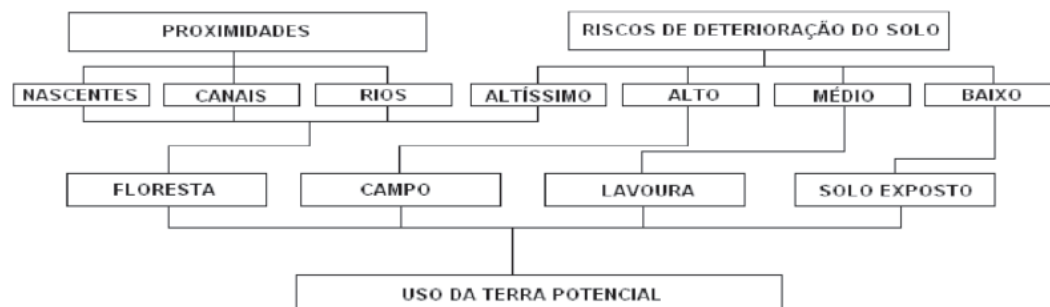 PROXIMIDADES
RISCOS DE DETERIORAÇÃO DO SOLO
NASCENTES
CANAIS
RIOS
ALTÍSSIMO
ALTO
MÉDIO
BAIXO
FLORESTA
CAMPO
LAVOURA
SOLO EXPOSTO
USO DA TERRA POTENCIAL